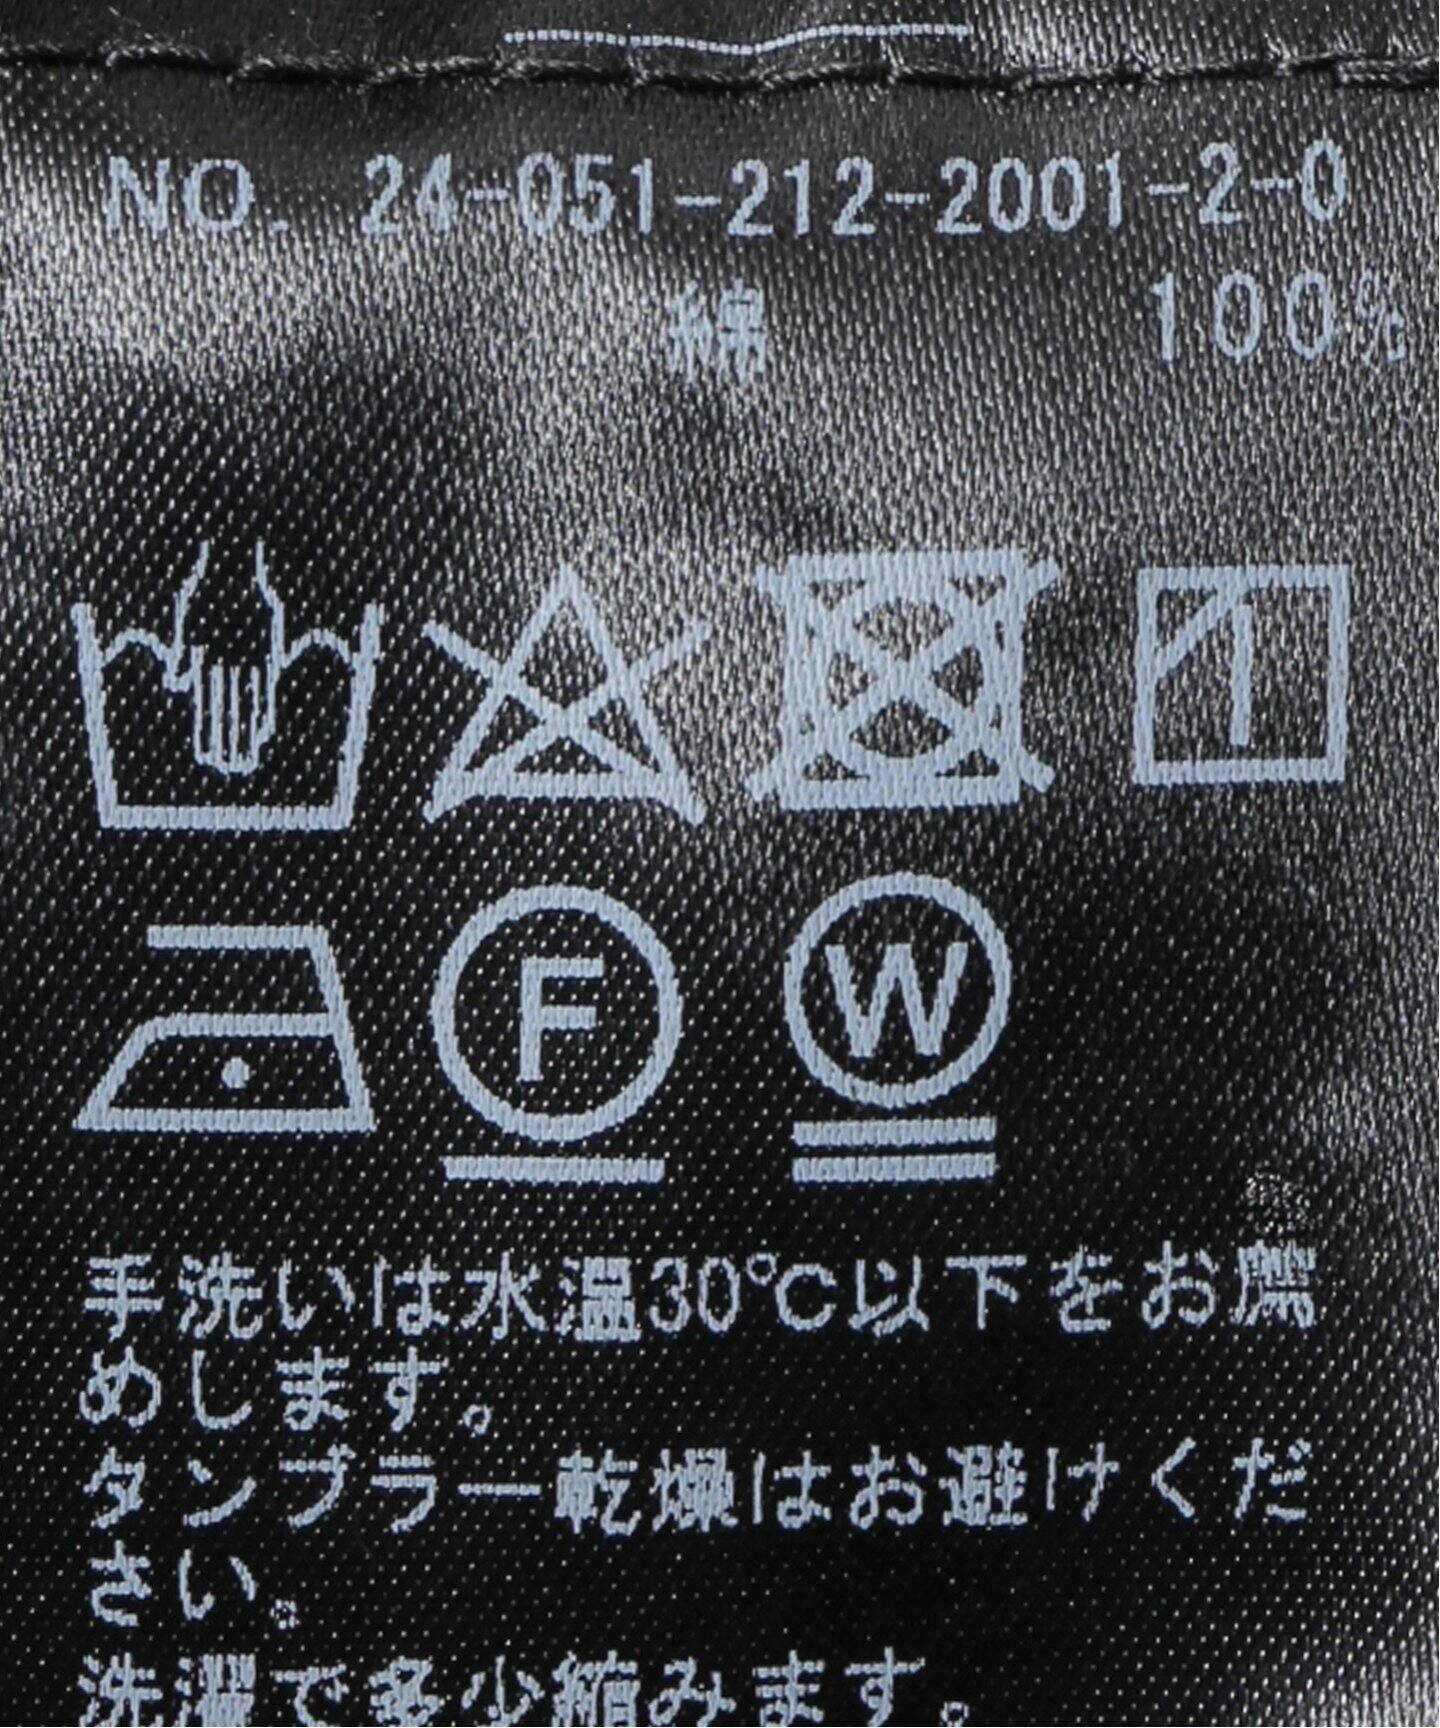 NO. 24-051-212-2001-2-0
綿 100%
F W
手洗いは水温30℃以下をお薦
めします。
タンブラー乾燥はお避けくだ
さい。
洗濯で多少縮みます。